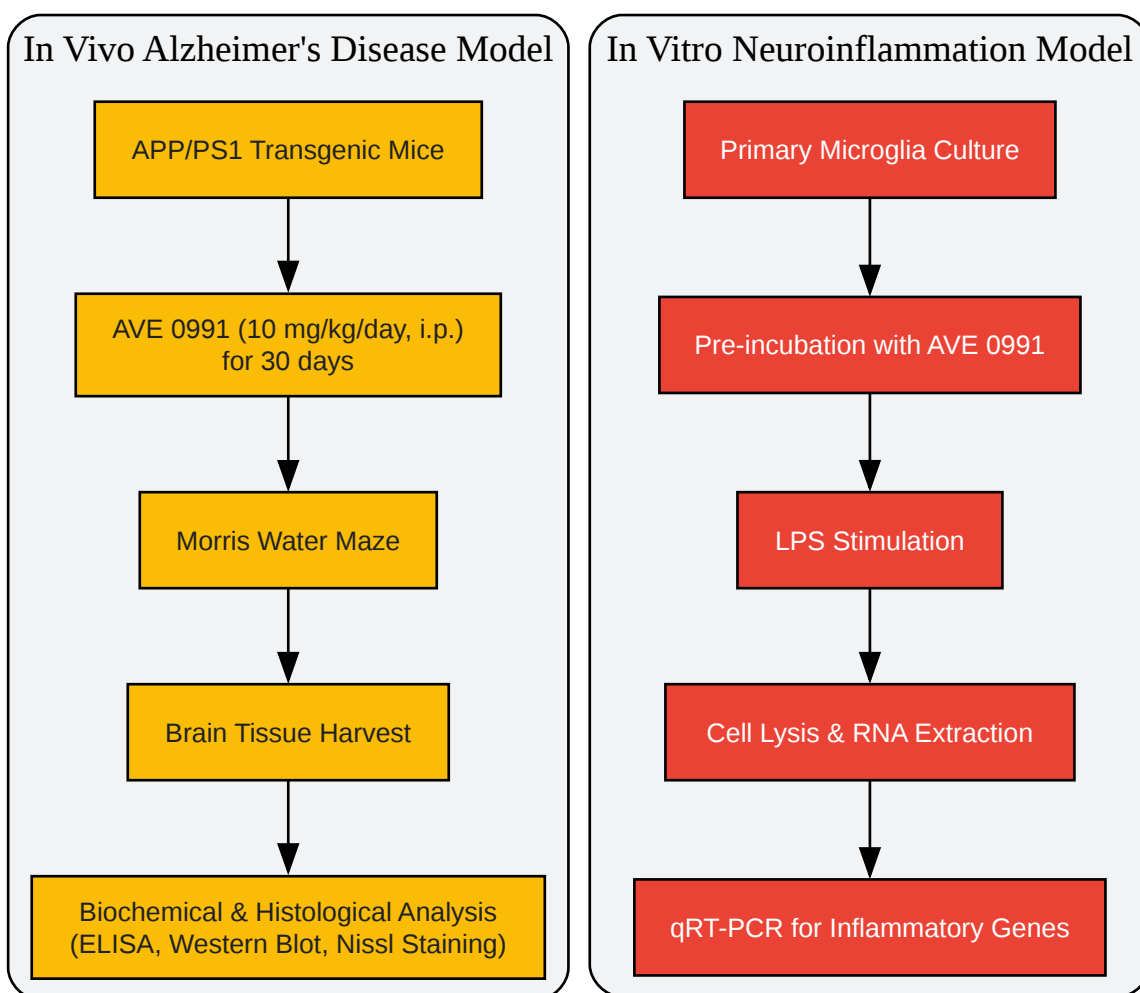 In Vivo Alzheimer's Disease Model
APP/PS1 Transgenic Mice
AVE 0991 (10 mg/kg/day, i.p.)
for 30 days
Morris Water Maze
Brain Tissue Harvest
Biochemical & Histological Analysis
(ELISA, Western Blot, Nissl Staining)
In Vitro Neuroinflammation Model
Primary Microglia Culture
Pre-incubation with AVE 0991
LPS Stimulation
Cell Lysis & RNA Extraction
qRT-PCR for Inflammatory Genes